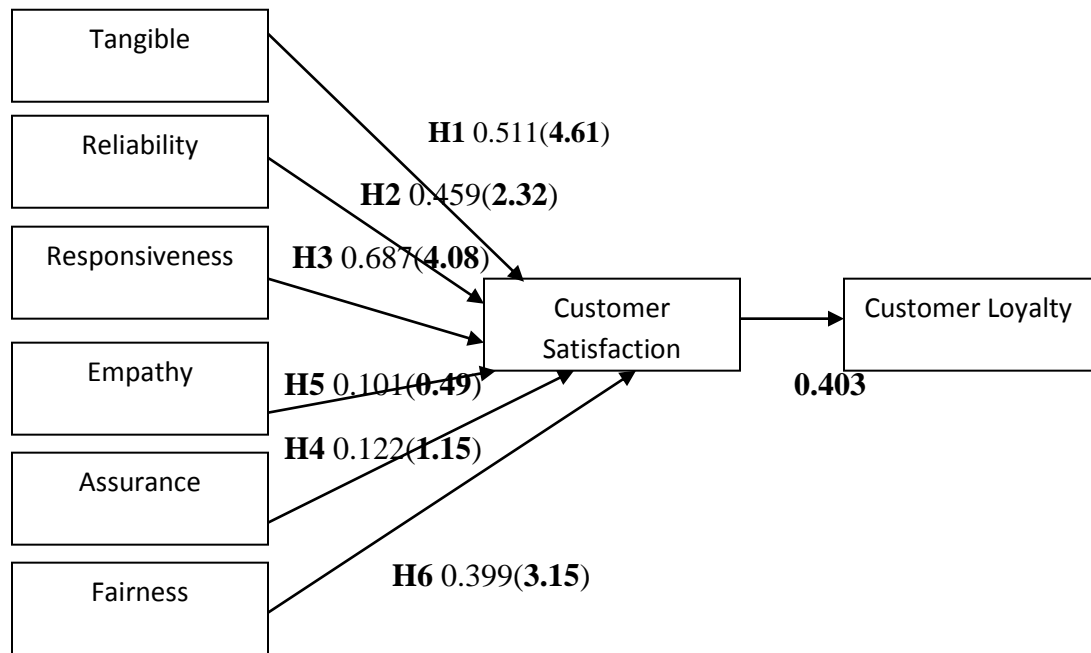 Tangible
H1 0.511(4.61)
Reliability
H2 0.459(2.32)
Responsiveness
H3 0.687(4.08)
Customer
Satisfaction
Customer Loyalty
Empathy
H5 0.101(0.49)
0.403
H4 0.122(1.15)
Assurance
H6 0.399(3.15)
Fairness